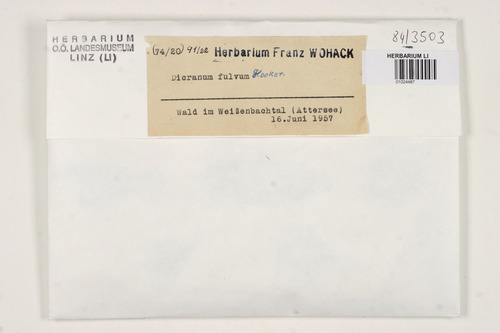 HERBARIUM
O.Ö. LANDESMUSEUM
LINZ (LI)
(74/20) 91/22 Herbarium Franz WOHACK
Dicranum fulvum Hooker.
Wald im Weißenbachtal (Attersee)
16.Juni 1957
84/3503
HERBARIUM LI
01024467